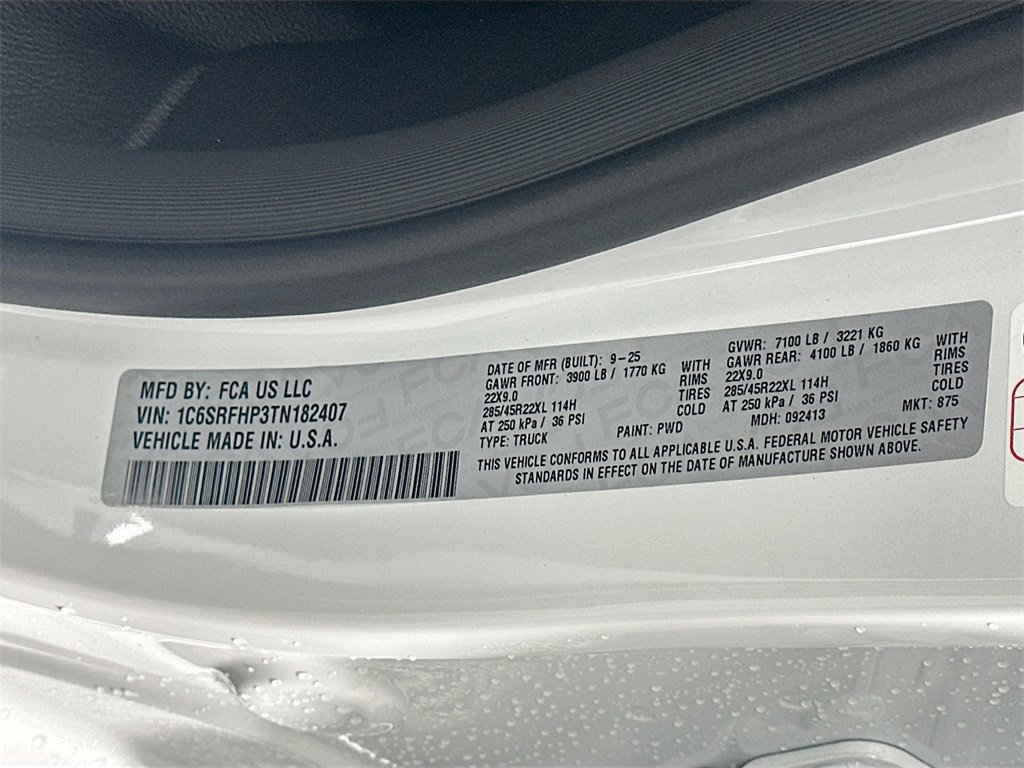 MFD BY: FCA US LLC
VIN: 1C6SRFHP3TN182407
VEHICLE MADE IN: U.S.A.
DATE OF MFR (BUILT): 9-25
GAWR FRONT: 3900 LB / 1770 KG WITH
22X9.0 RIMS
285/45R22XL 114H TIRES
AT 250 kPa / 36 PSI COLD
TYPE: TRUCK PAINT: PWD
GVWR: 7100 LB / 3221 KG
GAWR REAR: 4100 LB / 1860 KG WITH
22X9.0 RIMS
285/45R22XL 114H TIRES
AT 250 kPa / 36 PSI COLD
MDH: 092413 MKT: 875
THIS VEHICLE CONFORMS TO ALL APPLICABLE U.S.A. FEDERAL MOTOR VEHICLE SAFETY
STANDARDS IN EFFECT ON THE DATE OF MANUFACTURE SHOWN ABOVE.